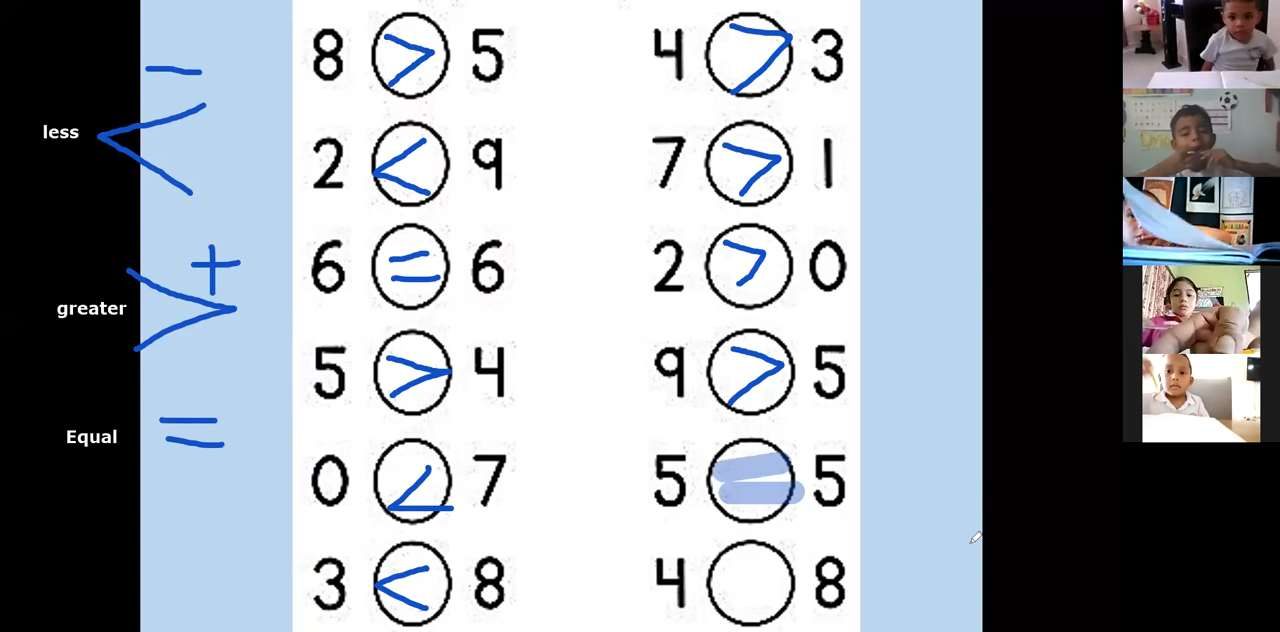 −
less <
+
greater >
Equal =
8 > 5
2 < 9
6 = 6
5 > 4
0 < 7
3 < 8
4 > 3
7 > 1
2 > 0
9 > 5
5 = 5
4 8